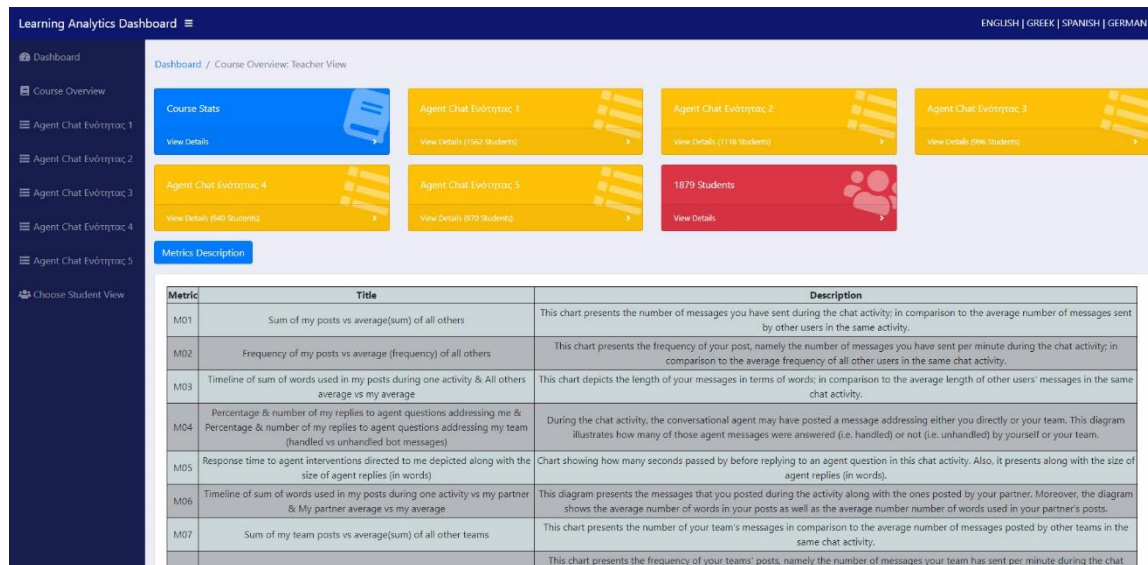 Learning Analytics Dashboard
ENGLISH | GREEK | SPANISH | GERMAN
Dashboard
Course Overview
Agent Chat Ενότητας 1
Agent Chat Ενότητας 2
Agent Chat Ενότητας 3
Agent Chat Ενότητας 4
Agent Chat Ενότητας 5
Choose Student View
Dashboard / Course Overview: Teacher View
Course Stats
View Details
Agent Chat Ενότητας 1
View Details (1562 Students)
Agent Chat Ενότητας 2
View Details (1118 Students)
Agent Chat Ενότητας 3
View Details (996 Students)
Agent Chat Ενότητας 4
View Details (940 Students)
Agent Chat Ενότητας 5
View Details (870 Students)
1879 Students
View Details
Metrics Description
Metric Title Description
M01
Sum of my posts vs average(sum) of all others
This chart presents the number of messages you have sent during the chat activity; in comparison to the average number of messages sent
by other users in the same activity.
M02
Frequency of my posts vs average (frequency) of all others
This chart presents the frequency of your post, namely the number of messages you have sent per minute during the chat activity; in
comparison to the average frequency of all other users in the same chat activity.
M03
Timeline of sum of words used in my posts during one activity & All others
average vs my average
This chart depicts the length of your messages in terms of words; in comparison to the average length of other users' messages in the same
chat activity.
M04
Percentage & number of my replies to agent questions addressing me &
Percentage & number of my replies to agent questions addressing my team
(handled vs unhandled bot messages)
During the chat activity, the conversational agent may have posted a message addressing either you directly or your team. This diagram
illustrates how many of those agent messages were answered (i.e. handled) or not (i.e. unhandled) by yourself or your team.
M05
Response time to agent interventions directed to me depicted along with the
size of agent replies (in words)
Chart showing how many seconds passed by before replying to an agent question in this chat activity. Also, it presents along with the size of
agent replies (in words).
M06
Timeline of sum of words used in my posts during one activity vs my partner
& My partner average vs my average
This diagram presents the messages that you posted during the activity along with the ones posted by your partner. Moreover, the diagram
shows the average number of words in your posts as well as the average number number of words used in your partner's posts.
M07
Sum of my team posts vs average(sum) of all other teams
This chart presents the number of your team's messages in comparison to the average number of messages posted by other teams in the
same chat activity.
This chart presents the frequency of your teams' posts, namely the number of messages your team has sent per minute during the chat